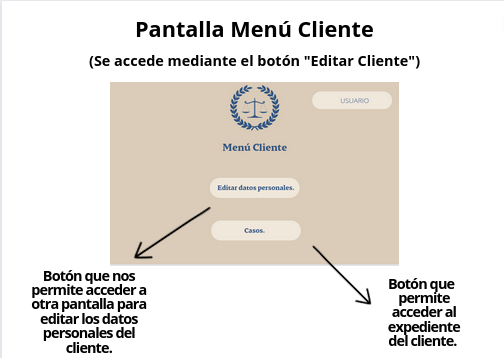 Pantalla Menú Cliente
(Se accede mediante el botón "Editar Cliente")
USUARIO
Menú Cliente
Editar datos personales.
Casos.
Botón que nos
permite acceder a
otra pantalla para
editar los datos
personales del
cliente.
Botón que
permite
acceder al
expediente
del cliente.